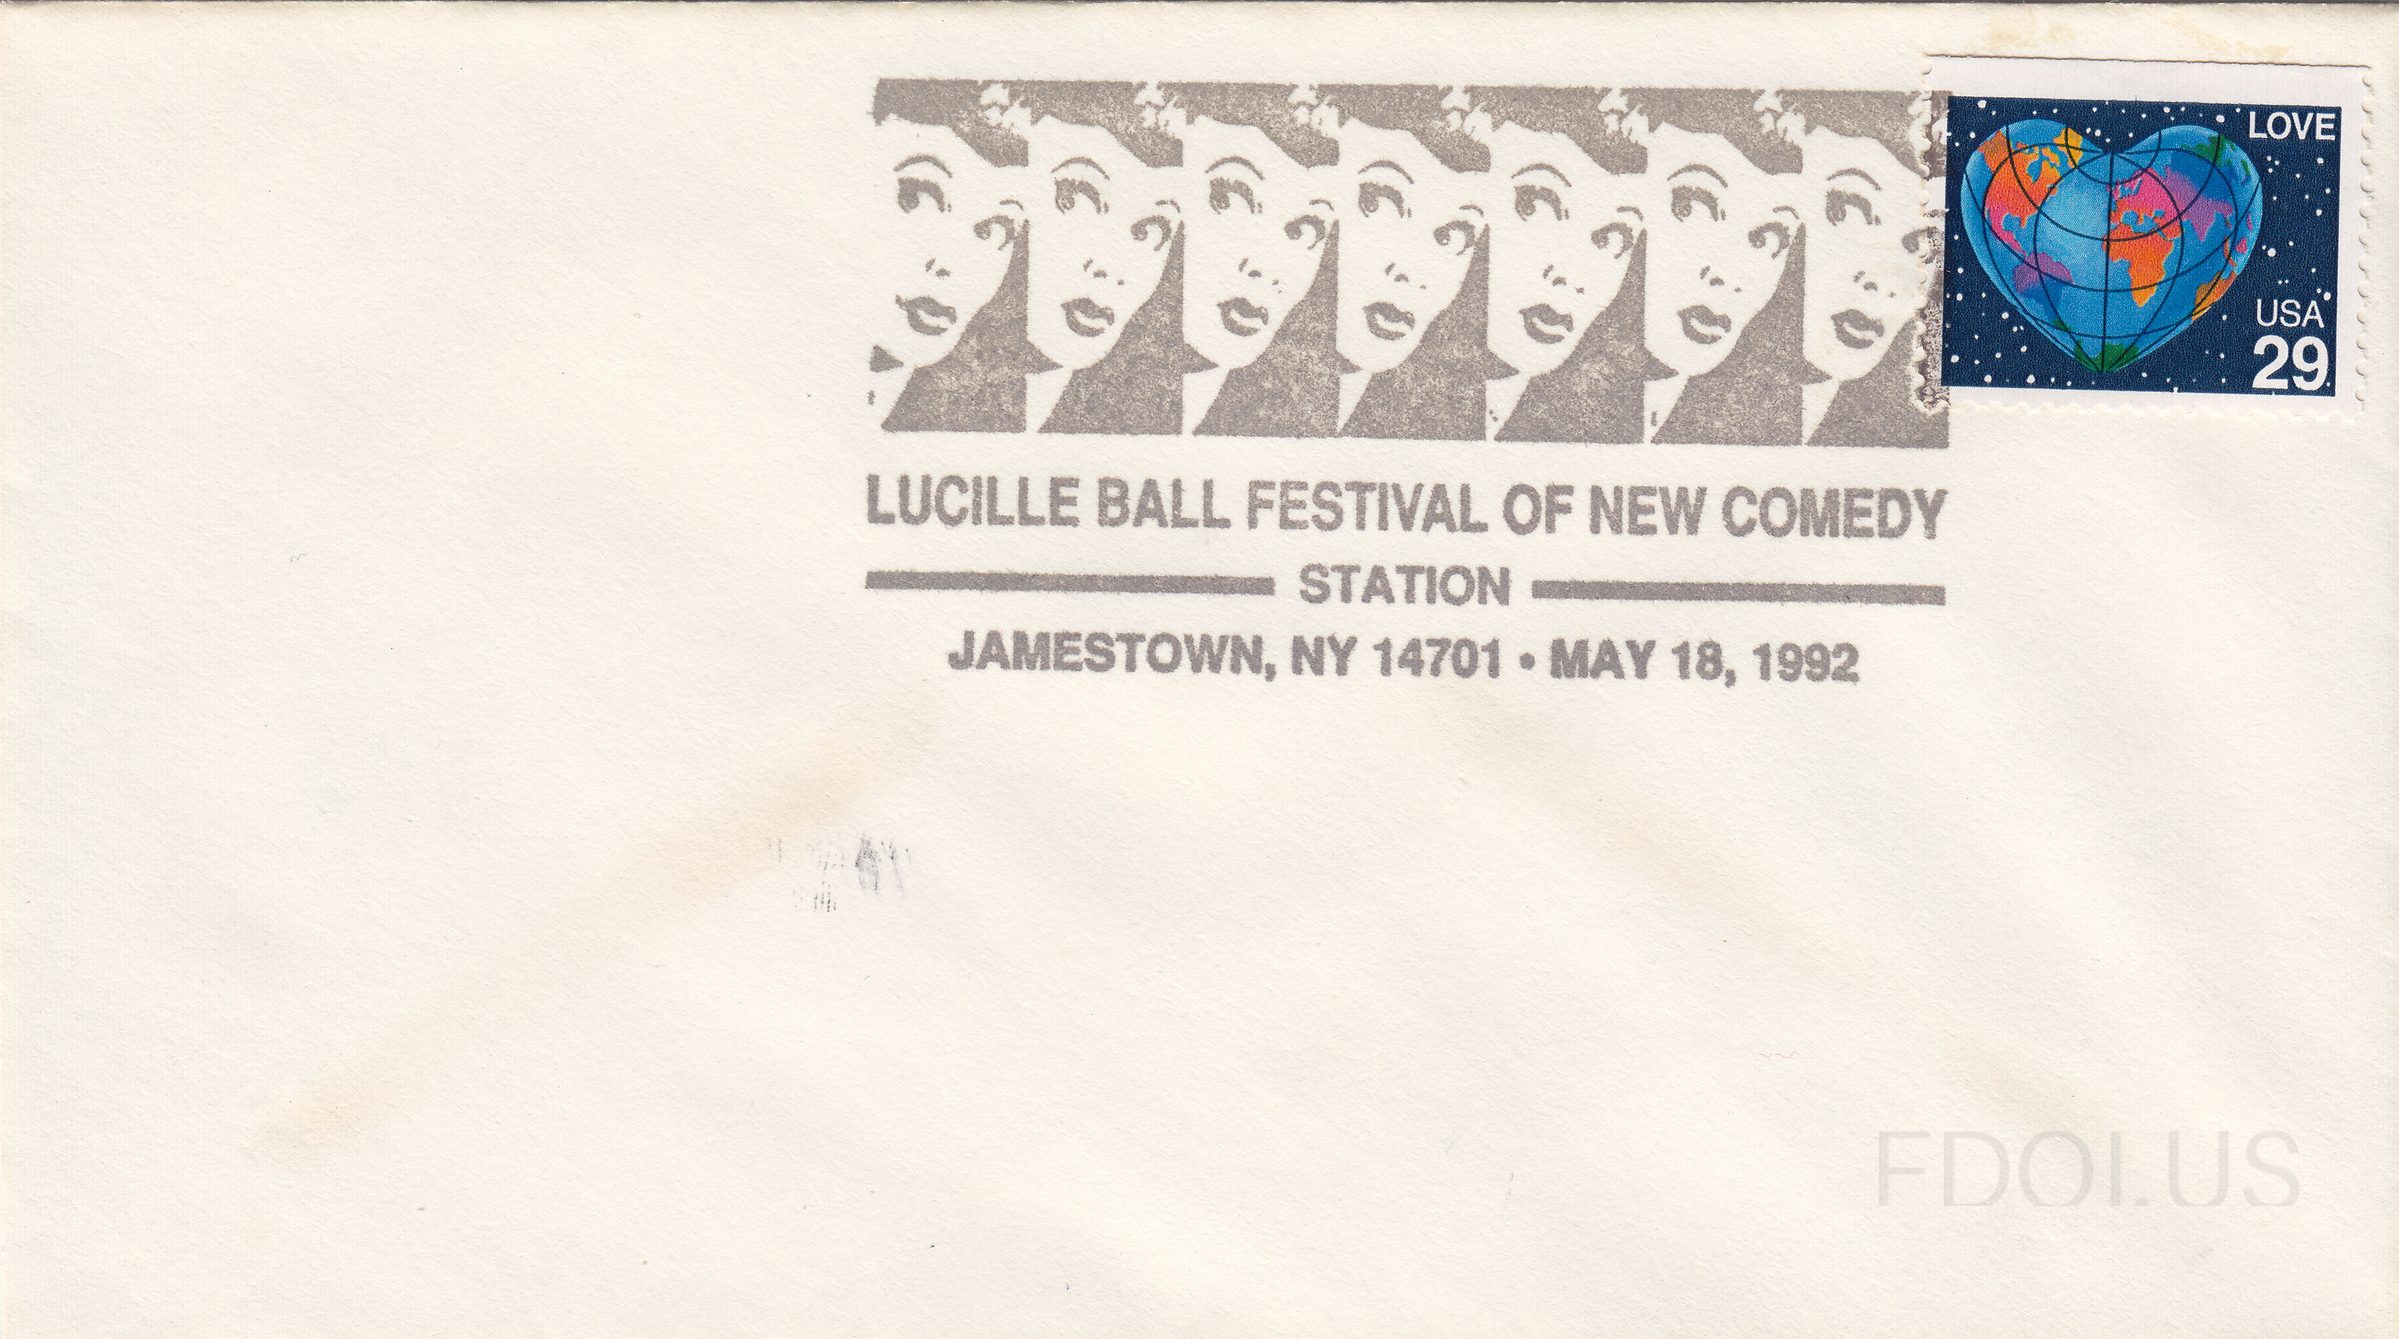 LOVE
USA
29
LUCILLE BALL FESTIVAL OF NEW COMEDY
STATION
JAMESTOWN, NY 14701 • MAY 18, 1992
FDOI.US